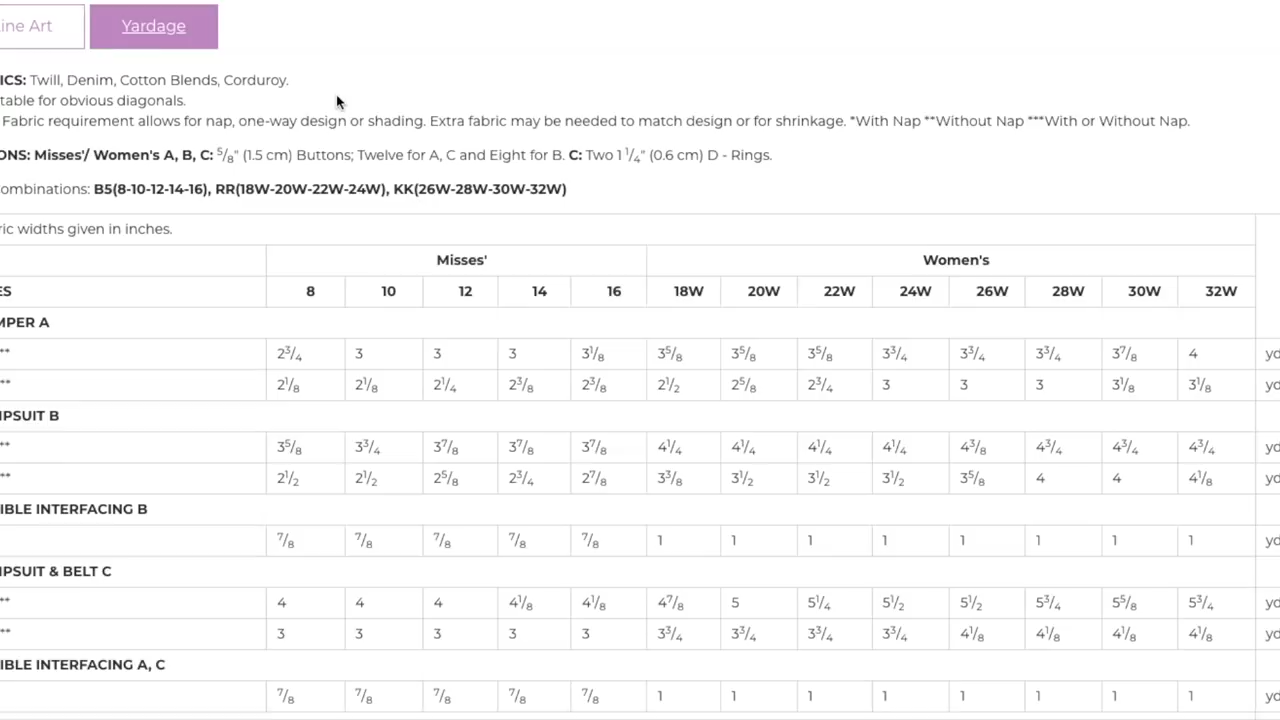 ine Art Yardage
ICS: Twill, Denim, Cotton Blends, Corduroy.
table for obvious diagonals.
Fabric requirement allows for nap, one-way design or shading. Extra fabric may be needed to match design or for shrinkage. *With Nap **Without Nap ***With or Without Nap.
ONS: Misses'/ Women's A, B, C: 5/8" (1.5 cm) Buttons; Twelve for A, C and Eight for B. C: Two 1 1/4" (0.6 cm) D - Rings.
ombinations: B5(8-10-12-14-16), RR(18W-20W-22W-24W), KK(26W-28W-30W-32W)
ric widths given in inches.
Misses' Women's
ES 8 10 12 14 16 18W 20W 22W 24W 26W 28W 30W 32W
MPER A
** 2 3/4 3 3 3 3 1/8 3 5/8 3 5/8 3 5/8 3 3/4 3 3/4 3 3/4 3 7/8 4 yd
** 2 1/8 2 1/8 2 1/4 2 3/8 2 3/8 2 1/2 2 5/8 2 3/4 3 3 3 3 1/8 3 1/8 yd
IPSUIT B
** 3 5/8 3 3/4 3 7/8 3 7/8 3 7/8 4 1/4 4 1/4 4 1/4 4 1/4 4 3/8 4 3/4 4 3/4 4 3/4 yd
** 2 1/2 2 1/2 2 5/8 2 3/4 2 7/8 3 3/8 3 1/2 3 1/2 3 1/2 3 5/8 4 4 4 1/8 yd
IBLE INTERFACING B
7/8 7/8 7/8 7/8 7/8 1 1 1 1 1 1 1 1 yd
IPSUIT & BELT C
** 4 4 4 4 1/8 4 1/8 4 7/8 5 5 1/4 5 1/2 5 1/2 5 3/4 5 5/8 5 3/4 yd
** 3 3 3 3 3 3 3/4 3 3/4 3 3/4 3 3/4 4 1/8 4 1/8 4 1/8 4 1/8 yd
IBLE INTERFACING A, C
7/8 7/8 7/8 7/8 7/8 1 1 1 1 1 1 1 1 yd